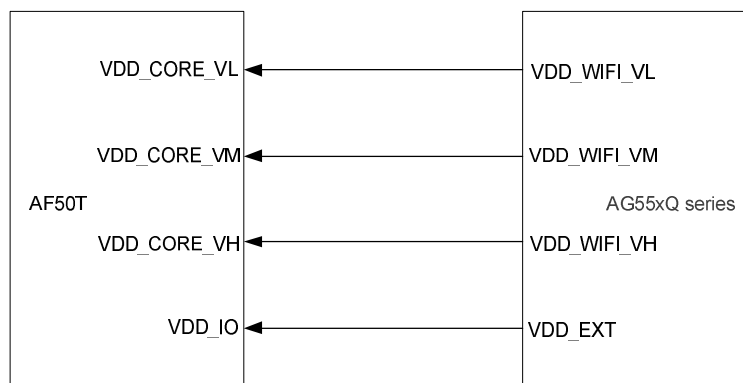 VDD_CORE_VL
VDD_WIFI_VL
VDD_CORE_VM
VDD_WIFI_VM
AF50T
AG55xQ series
VDD_CORE_VH
VDD_WIFI_VH
VDD_IO
VDD_EXT